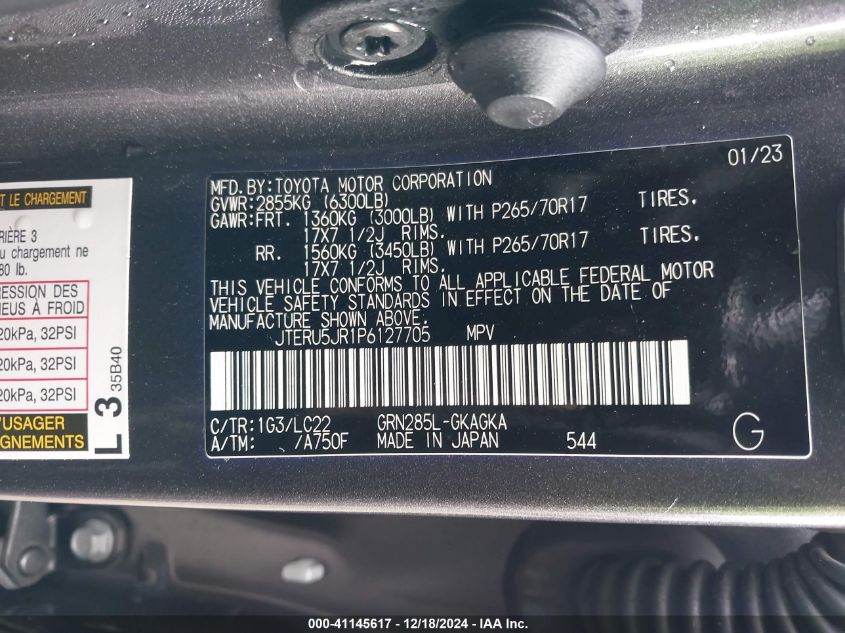 T LE CHARGEMENT
RIÈRE 3
u chargement ne
80 lb.
ESSION DES
NEUS À FROID
20kPa, 32PSI
20kPa, 32PSI
20kPa, 32PSI
'USAGER
GNEMENTS
L 3 35B40
01/23
MFD.BY:TOYOTA MOTOR CORPORATION
GVWR:2855KG (6300LB)
GAWR:FRT. 1360KG (3000LB) WITH P265/70R17 TIRES.
17X7 1/2J RIMS.
RR. 1560KG (3450LB) WITH P265/70R17 TIRES.
17X7 1/2J RIMS.
THIS VEHICLE CONFORMS TO ALL APPLICABLE FEDERAL MOTOR
VEHICLE SAFETY STANDARDS IN EFFECT ON THE DATE OF
MANUFACTURE SHOWN ABOVE.
JTERU5JR1P6127705 MPV
C/TR:1G3/LC22 GRN285L-GKAGKA
A/TM: /A750F MADE IN JAPAN 544
G
000-41145617 - 12/18/2024 - IAA Inc.